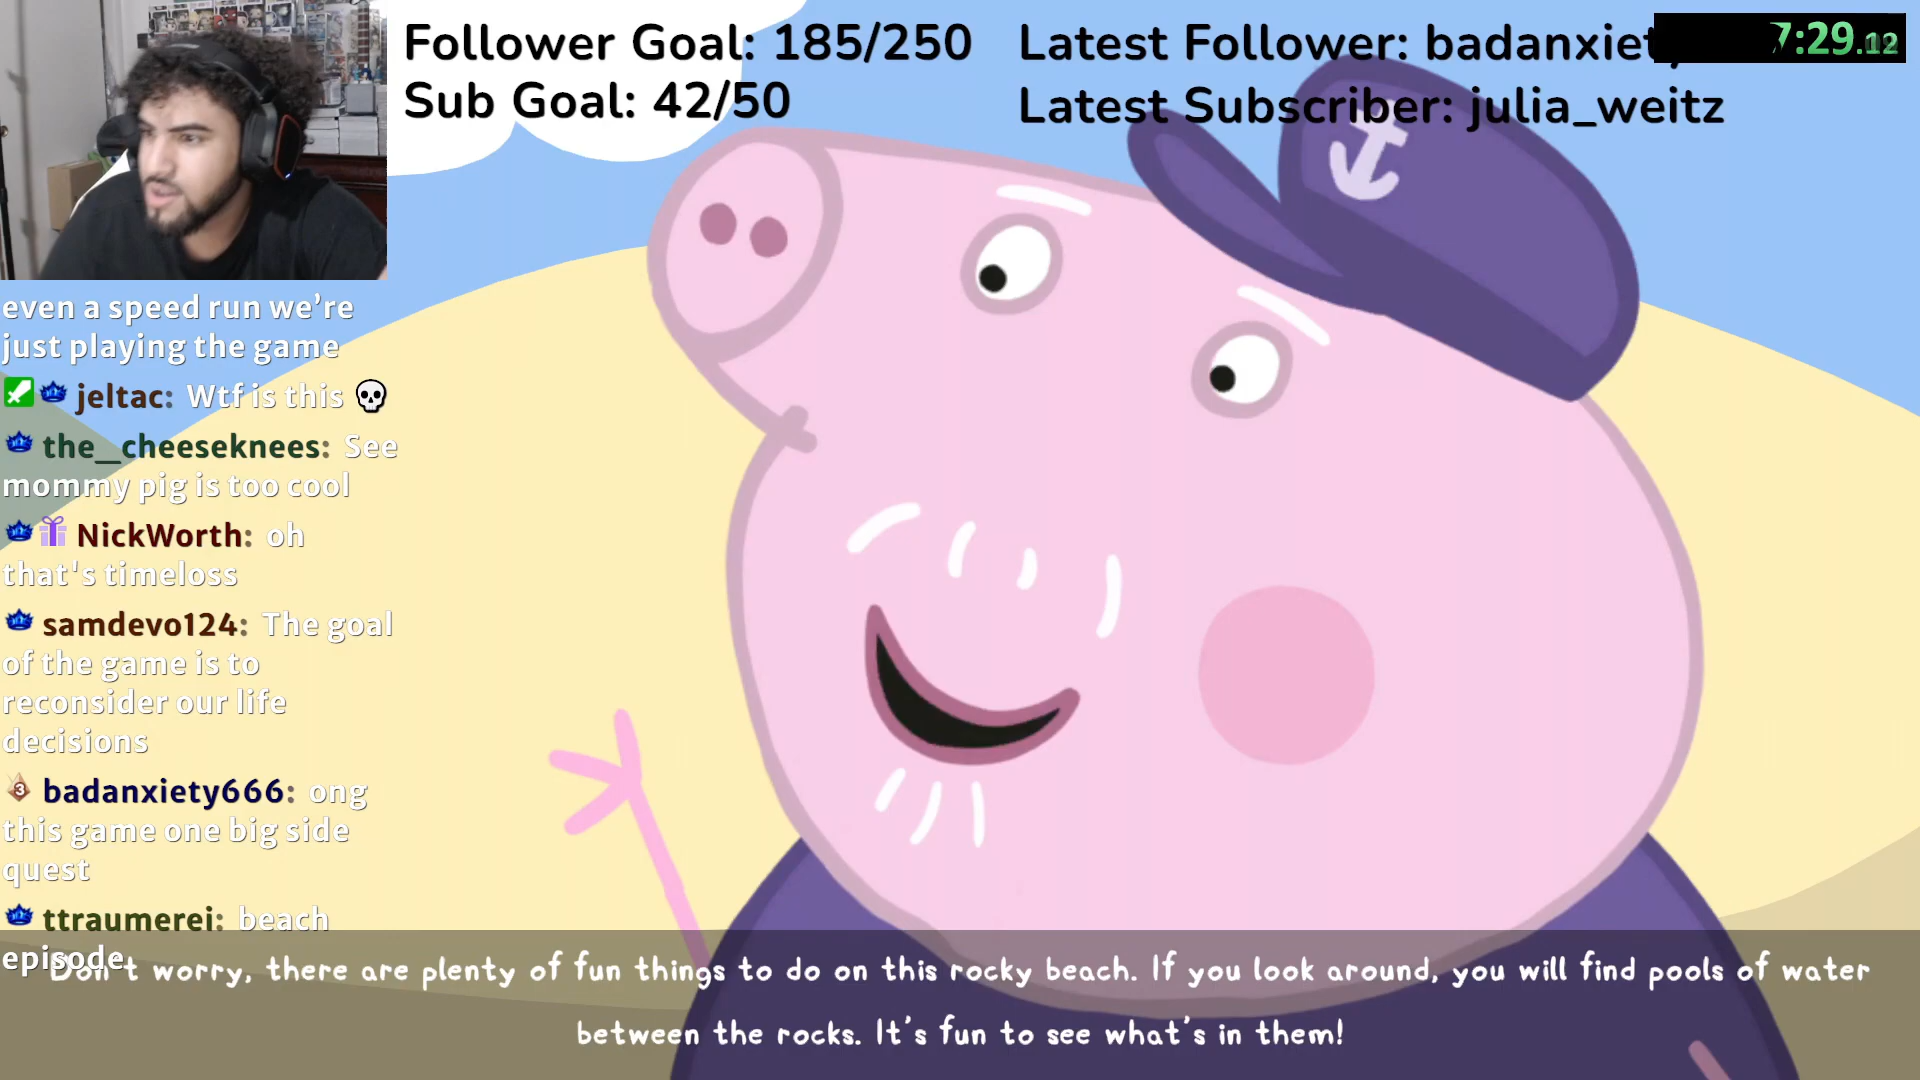 Follower Goal: 185/250
Sub Goal: 42/50
Latest Follower: badanxiet
Latest Subscriber: julia_weitz
7:29.12
even a speed run we're
just playing the game
jeltac: Wtf is this
the__cheeseknees: See
mommy pig is too cool
NickWorth: oh
that's timeloss
samdevo124: The goal
of the game is to
reconsider our life
decisions
3
badanxiety666: ong
this game one big side
quest
ttraumerei: beach
episode
Don't worry, there are plenty of fun things to do on this rocky beach. If you look around, you will find pools of water
between the rocks. It's fun to see what's in them!